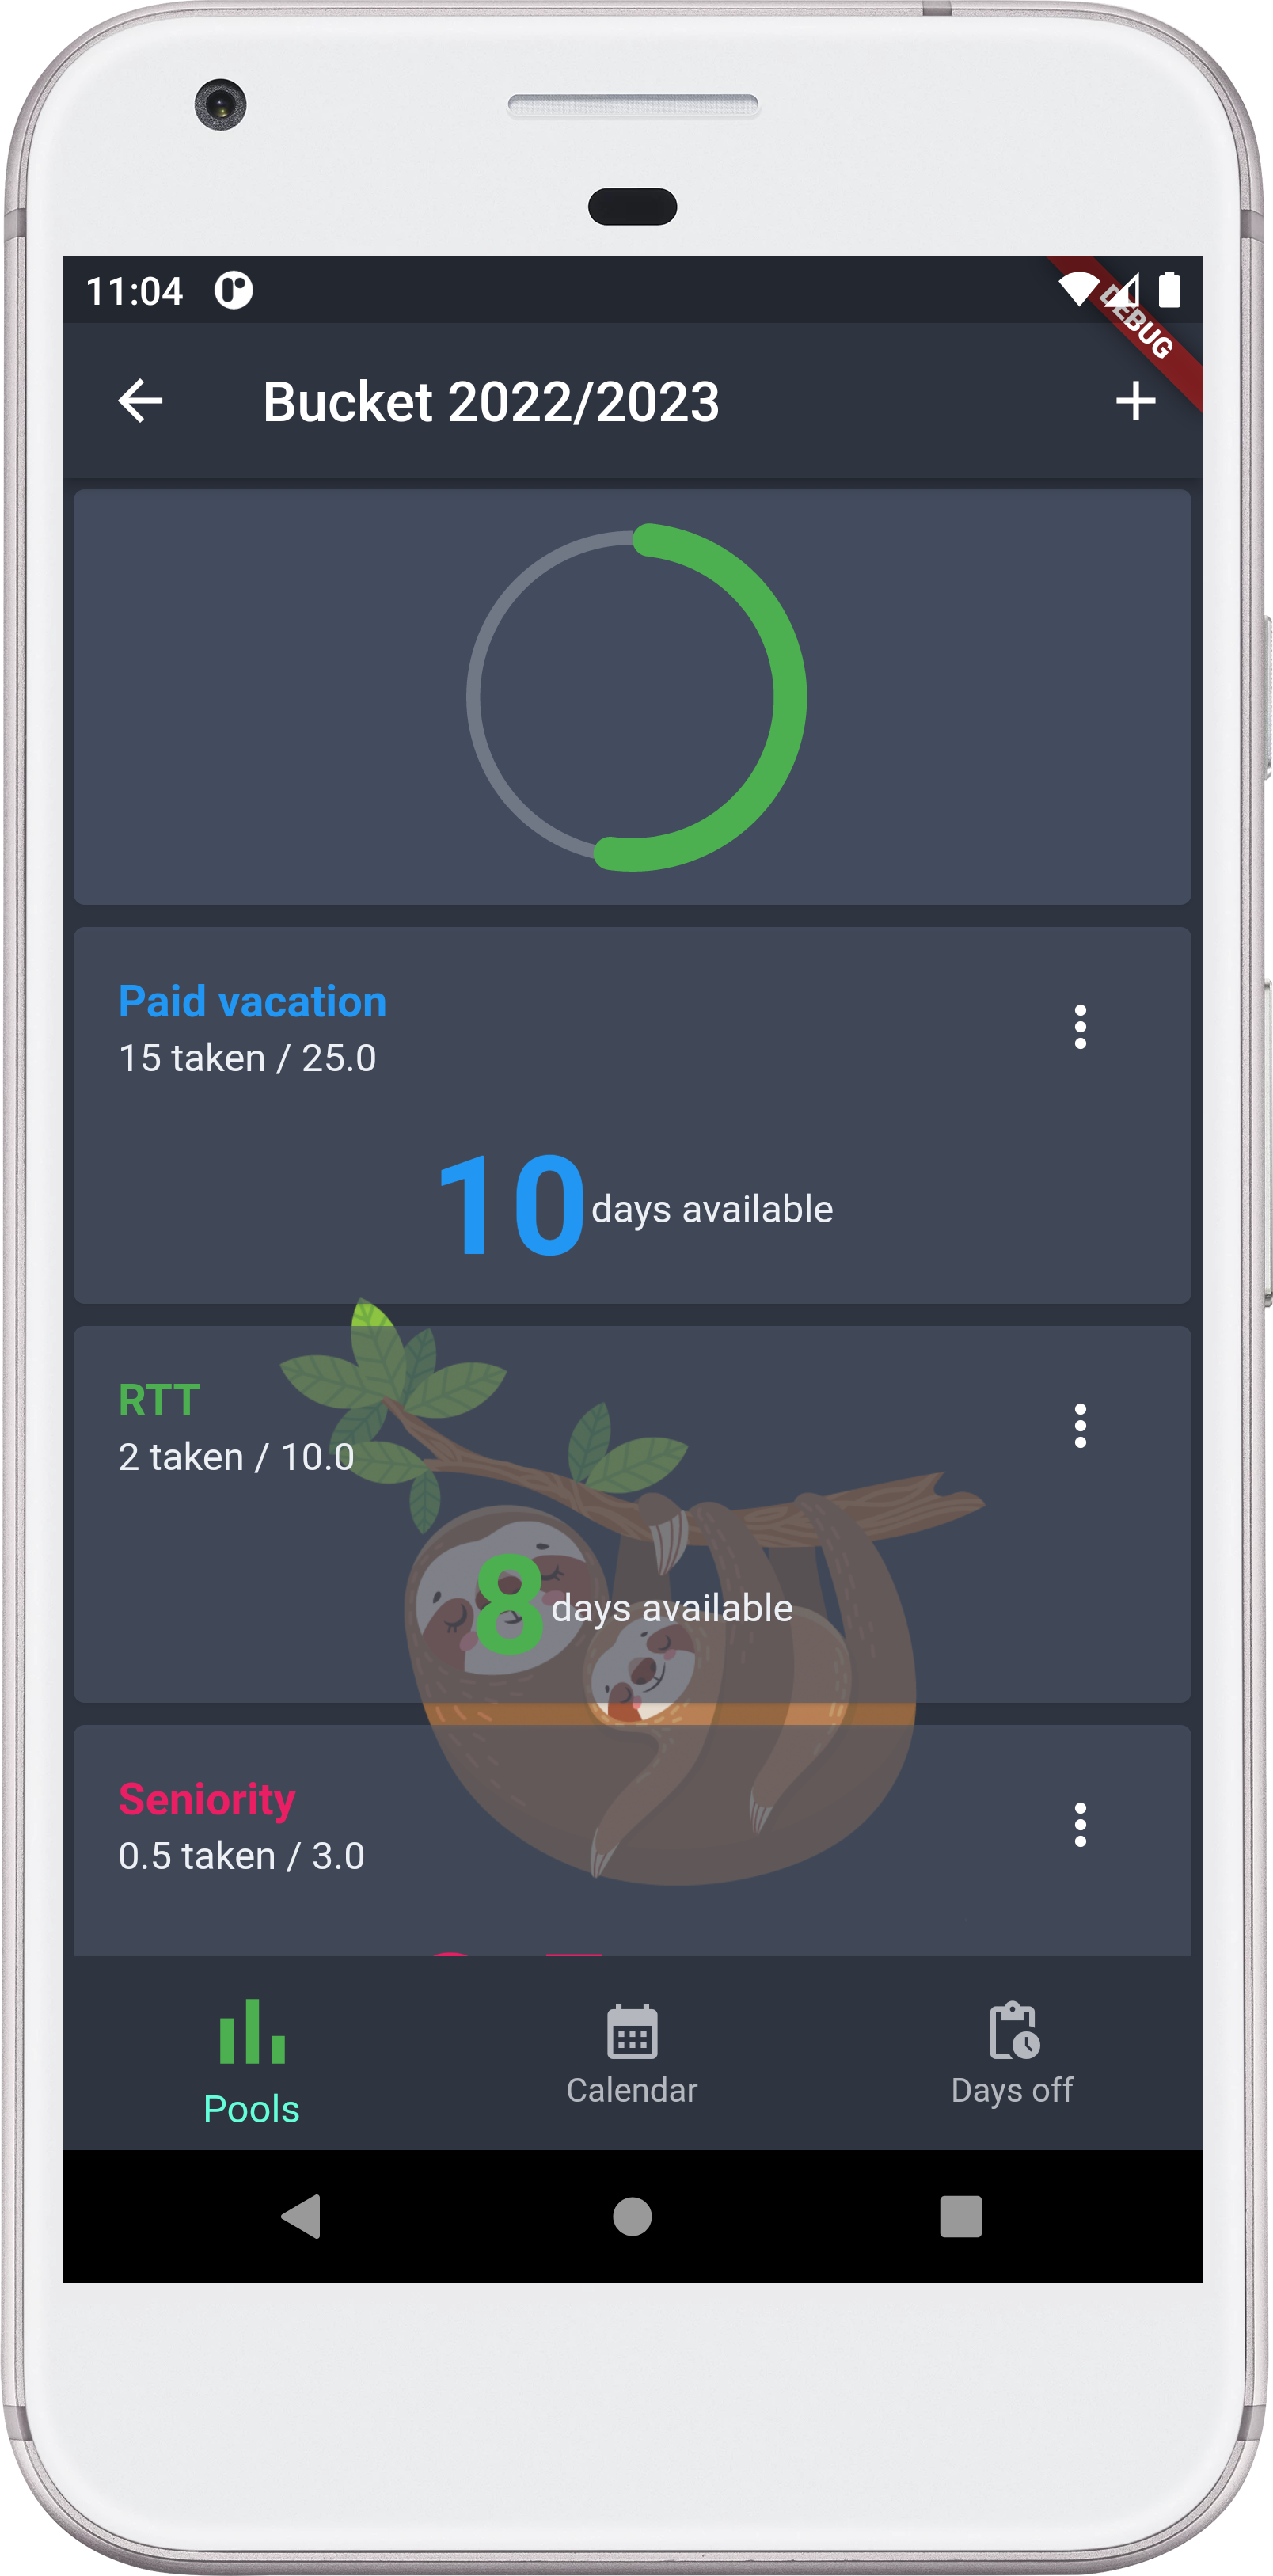 11:04
DEBUG
Bucket 2022/2023
Paid vacation
15 taken / 25.0
10 days available
RTT
2 taken / 10.0
8 days available
Seniority
0.5 taken / 3.0
Pools
Calendar
Days off